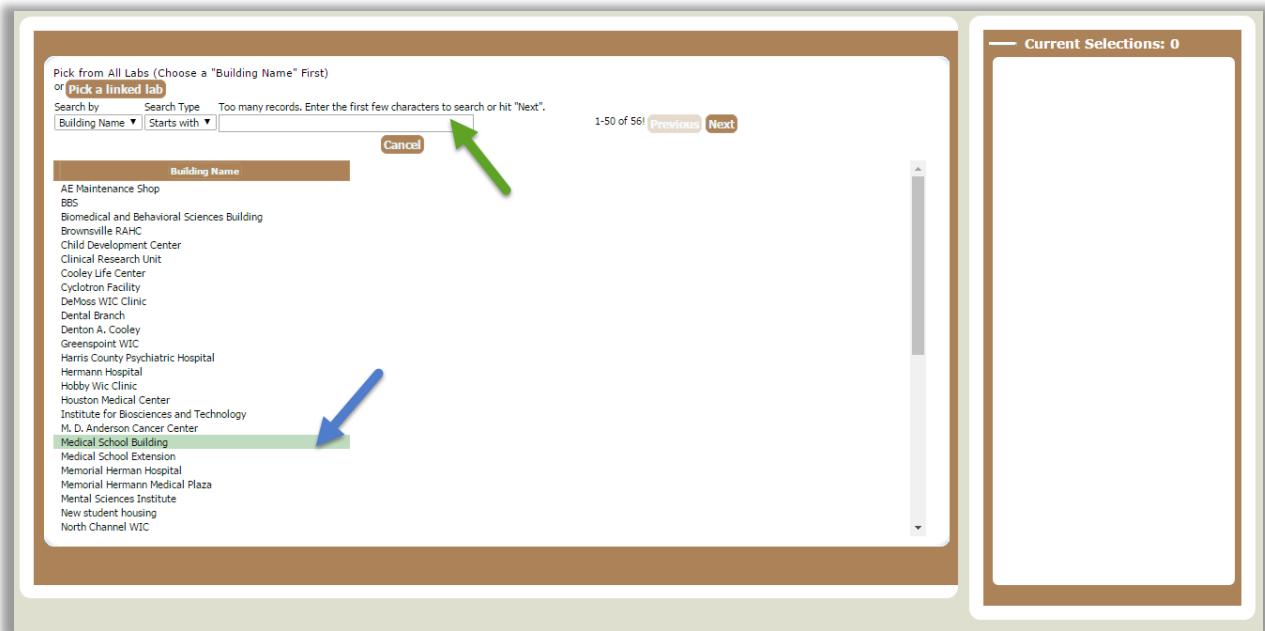 Current Selections: 0
Pick from All Labs (Choose a "Building Name" First)
or Pick a linked lab
Search by Search Type Too many records. Enter the first few characters to search or hit "Next".
Building Name Starts with 1-50 of 56! Previous Next
Cancel
Building Name
AE Maintenance Shop
BBS
Biomedical and Behavioral Sciences Building
Brownsville RAHC
Child Development Center
Clinical Research Unit
Cooley Life Center
Cyclotron Facility
DeMoss WIC Clinic
Dental Branch
Denton A. Cooley
Greenspoint WIC
Harris County Psychiatric Hospital
Hermann Hospital
Hobby Wic Clinic
Houston Medical Center
Institute for Biosciences and Technology
M. D. Anderson Cancer Center
Medical School Building
Medical School Extension
Memorial Herman Hospital
Memorial Hermann Medical Plaza
Mental Sciences Institute
New student housing
North Channel WIC